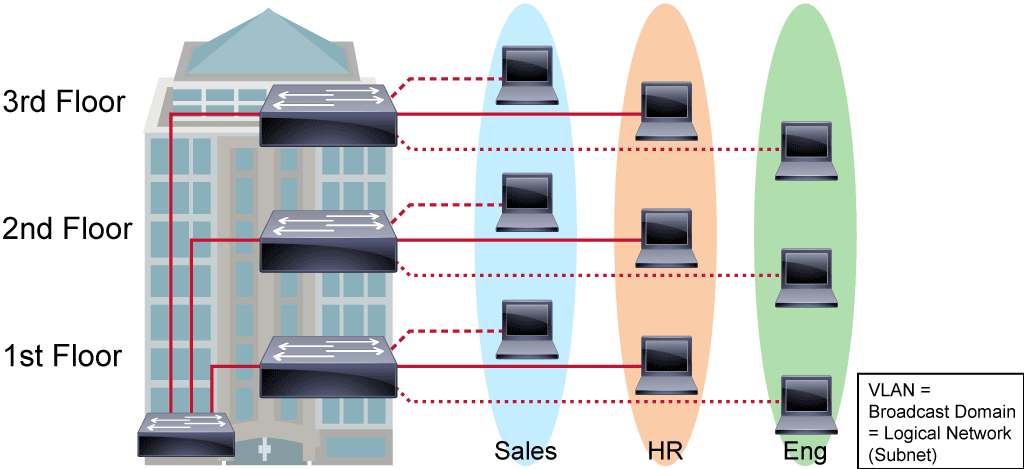 3rd Floor
2nd Floor
1st Floor
Sales
HR
Eng
VLAN =
Broadcast Domain
= Logical Network
(Subnet)